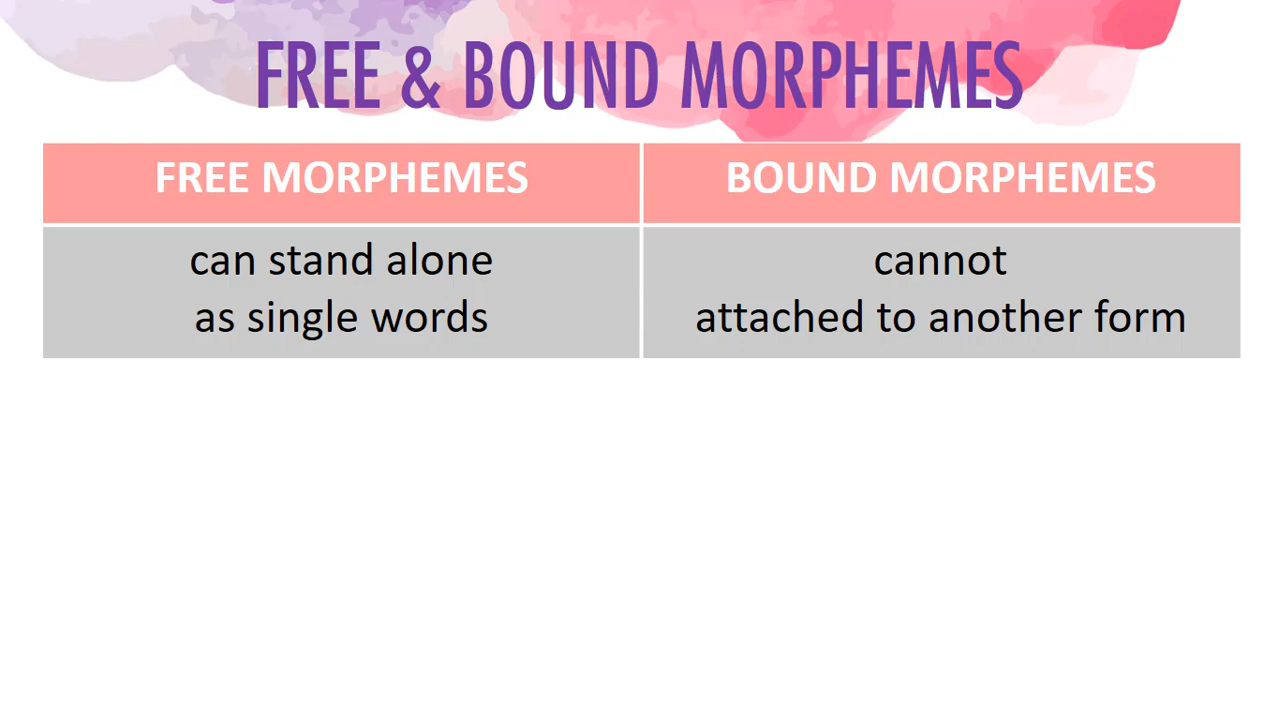 FREE & BOUND MORPHEMES
FREE MORPHEMES
BOUND MORPHEMES
can stand alone
as single words
cannot
attached to another form